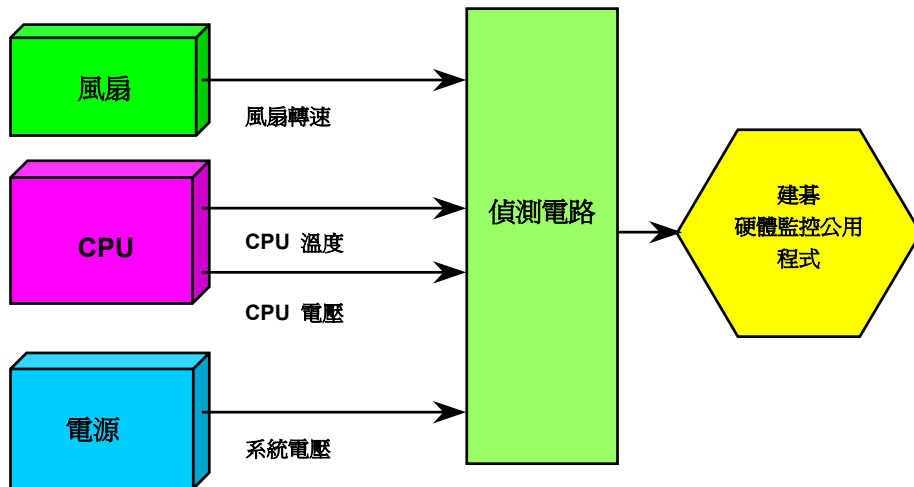 風扇
風扇轉速
CPU
CPU 溫度
CPU 電壓
電源
系統電壓
偵測電路
建碁
硬體監控公用
程式